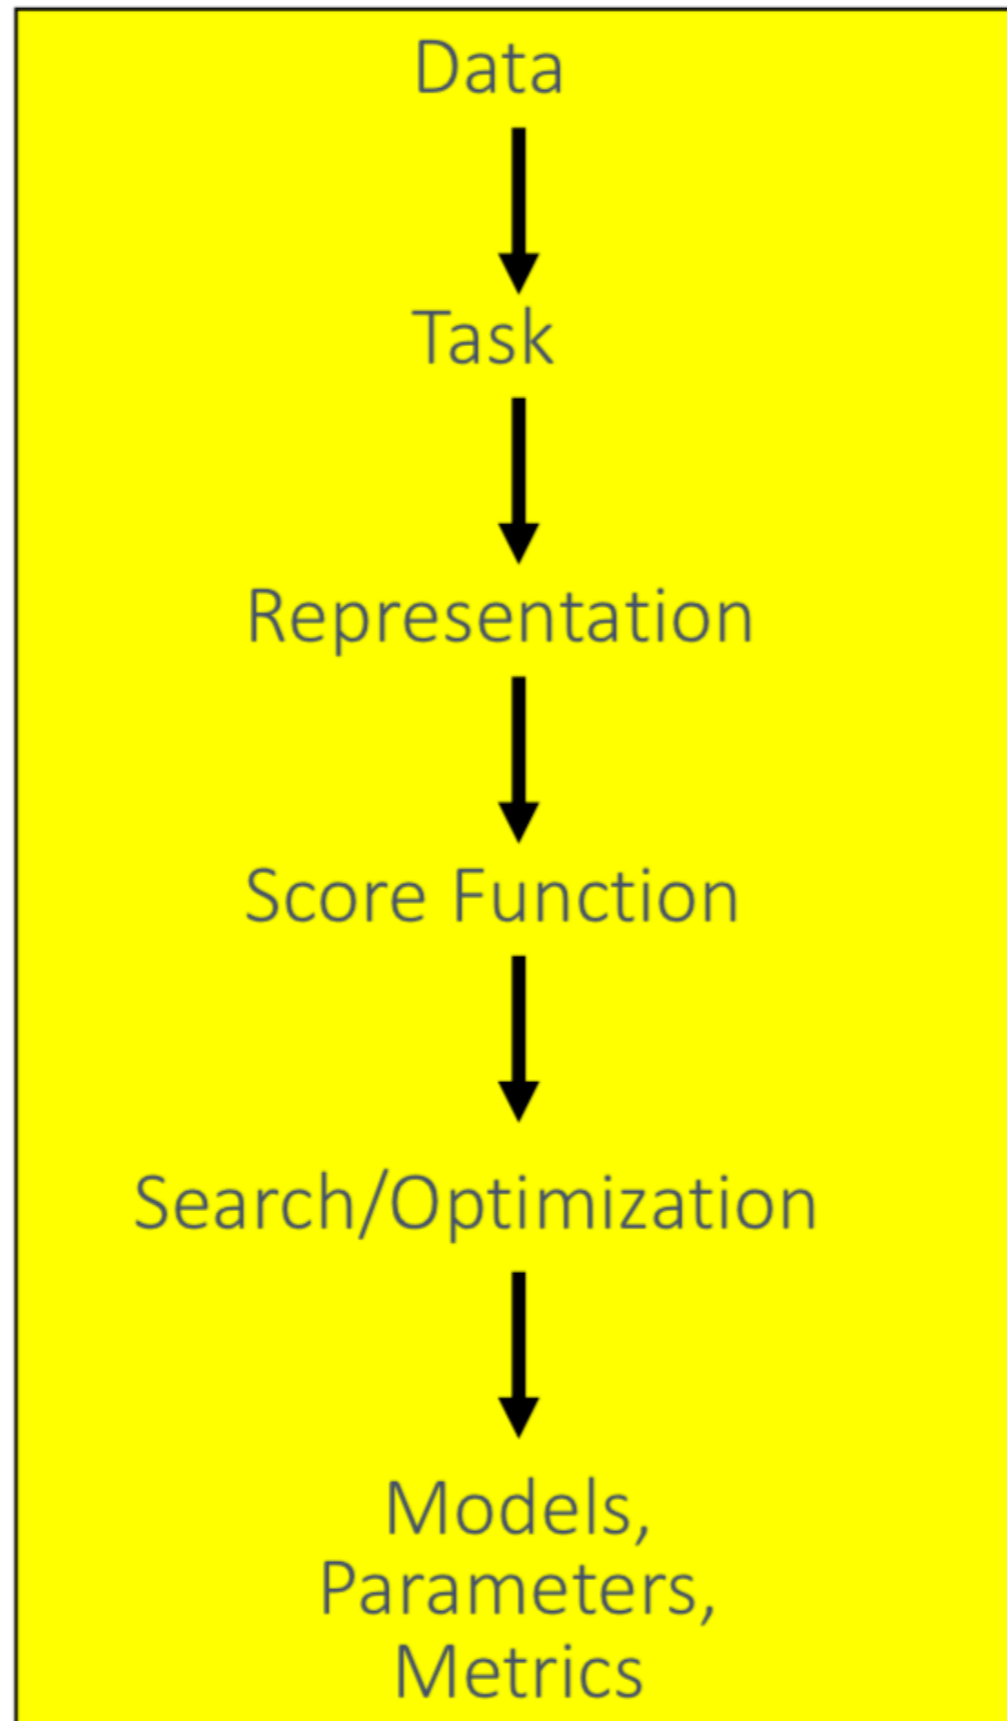 Data
Task
Representation
Score Function
Search/Optimization
Models,
Parameters,
Metrics